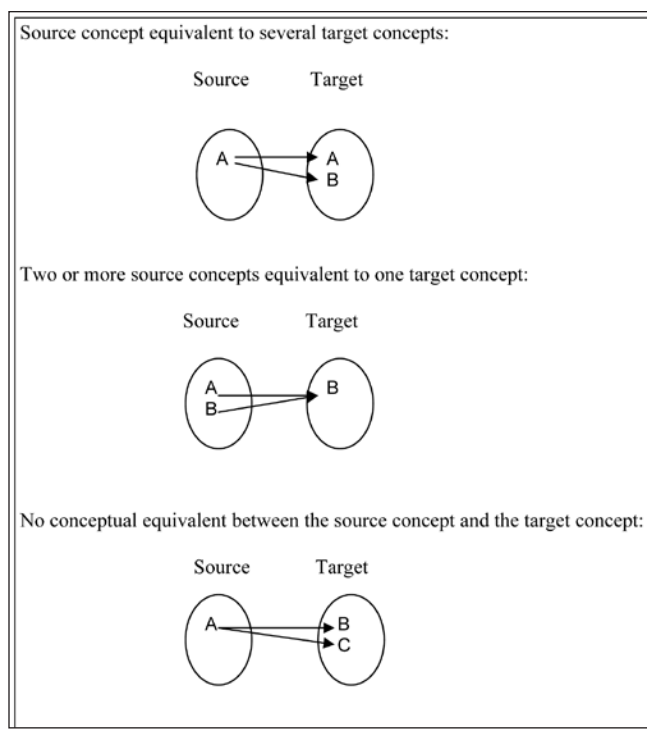 Source concept equivalent to several target concepts:
Source Target
A A
B
Two or more source concepts equivalent to one target concept:
Source Target
A B
B
No conceptual equivalent between the source concept and the target concept:
Source Target
A B
C